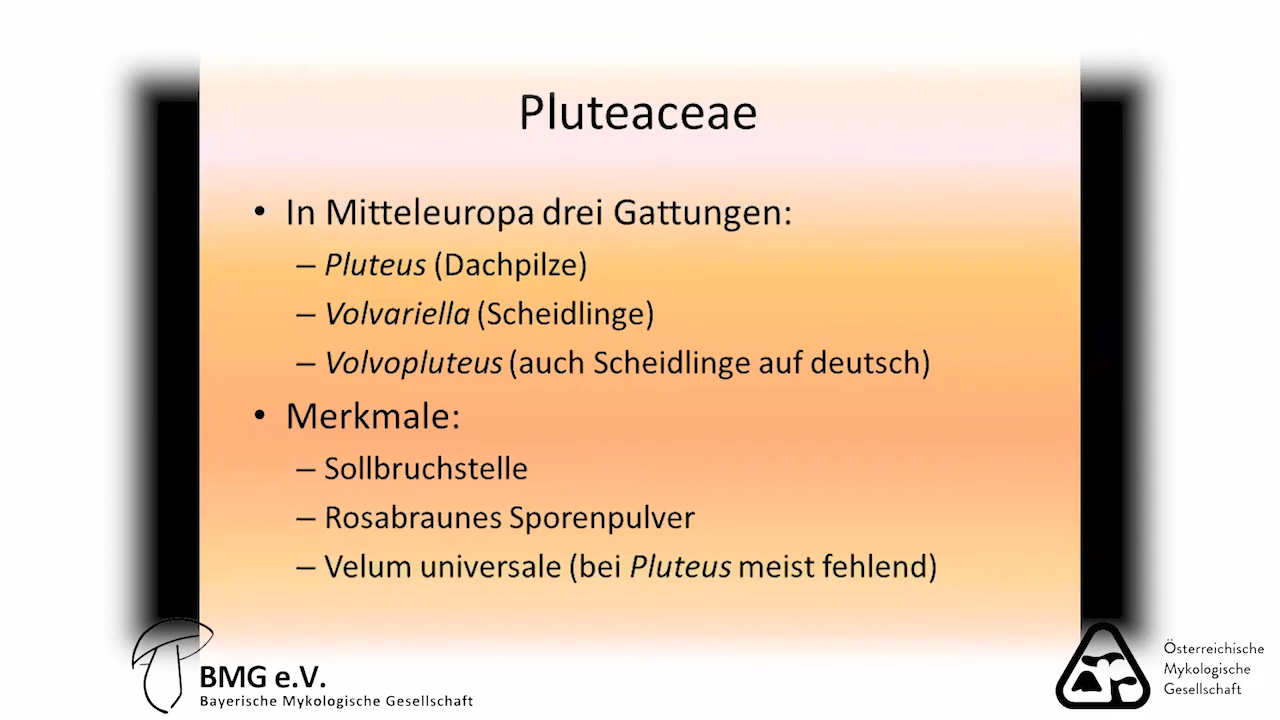 Pluteaceae
• In Mitteleuropa drei Gattungen:
– Pluteus (Dachpilze)
– Volvariella (Scheidlinge)
– Volvopluteus (auch Scheidlinge auf deutsch)
• Merkmale:
– Sollbruchstelle
– Rosabraunes Sporenpulver
– Velum universale (bei Pluteus meist fehlend)
BMG e.V.
Bayerische Mykologische Gesellschaft
Österreichische
Mykologische
Gesellschaft